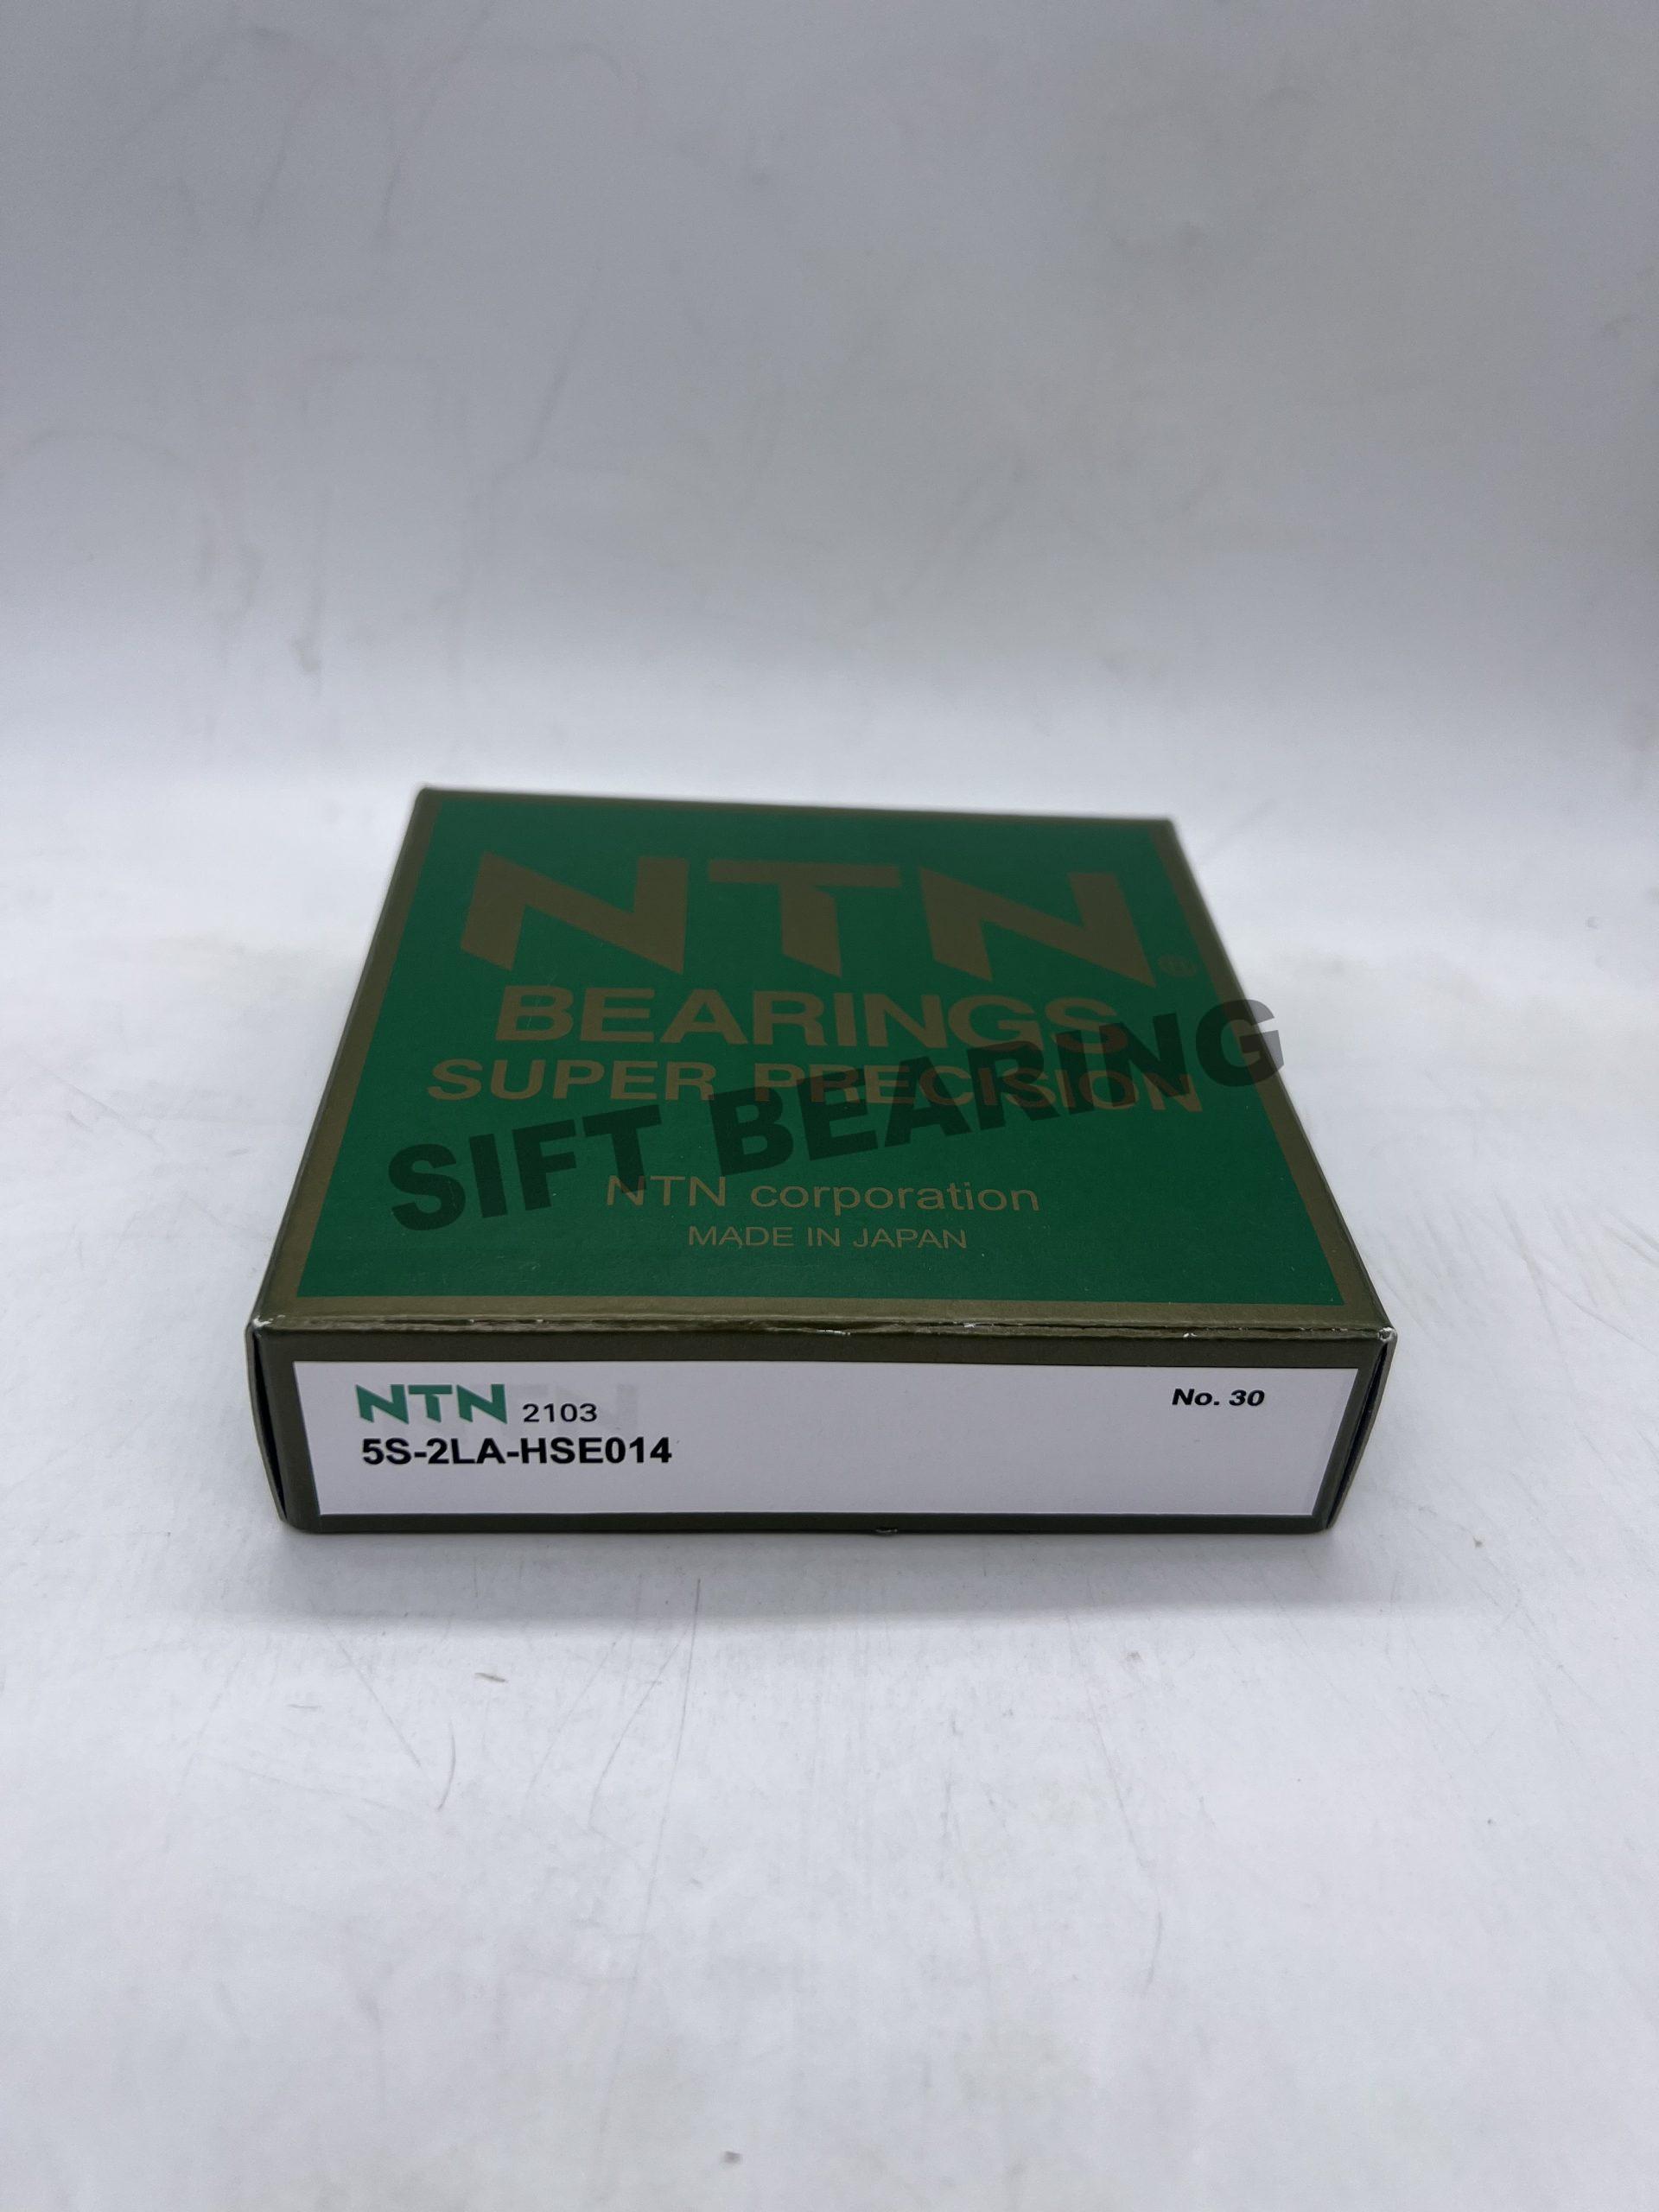 NTN®
BEARINGS
SUPER PRECISION
SIFT BEARING
NTN corporation
MADE IN JAPAN
NTN 2103
No. 30
5S-2LA-HSE014